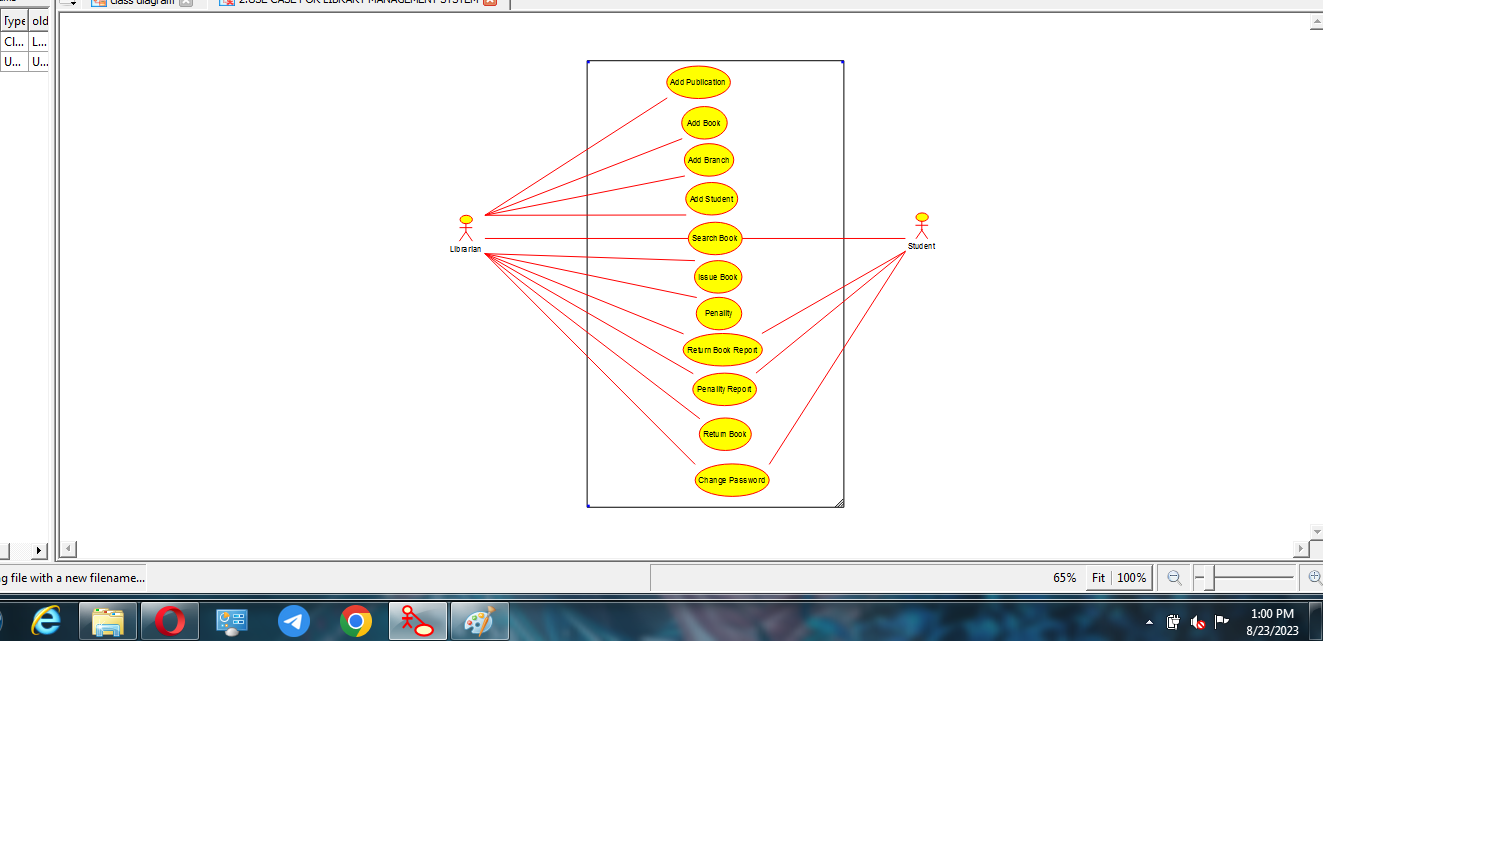 class diagram
2.USE CASE FOR LIBRARY MANAGEMENT SYSTEM
Type
old
Cl...
L...
U...
U...
Add Publication
Add Book
Add Branch
Add Student
Search Book
Librarian
Student
Issue Book
Penality
Return Book Report
Penality Report
Return Book
Change Password
g file with a new filename...
65%
Fit
100%
1:00 PM
8/23/2023